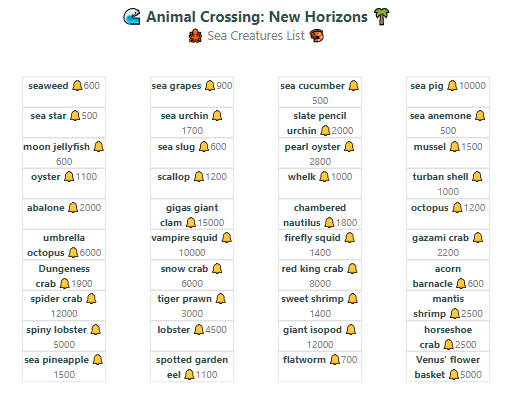 🌊 Animal Crossing: New Horizons 🌴
🐙 Sea Creatures List 🦐
seaweed 🔔600
sea grapes 🔔900
sea cucumber 🔔
500
sea pig 🔔10000
sea star 🔔500
sea urchin 🔔
1700
slate pencil
urchin 🔔2000
sea anemone 🔔
500
moon jellyfish 🔔
600
sea slug 🔔600
pearl oyster 🔔
2800
mussel 🔔1500
oyster 🔔1100
scallop 🔔1200
whelk 🔔1000
turban shell 🔔
1000
abalone 🔔2000
gigas giant
clam 🔔15000
chambered
nautilus 🔔1800
octopus 🔔1200
umbrella
octopus 🔔6000
vampire squid 🔔
10000
firefly squid 🔔
1400
gazami crab 🔔
2200
Dungeness
crab 🔔1900
snow crab 🔔
6000
red king crab 🔔
8000
acorn
barnacle 🔔600
spider crab 🔔
12000
tiger prawn 🔔
3000
sweet shrimp 🔔
1400
mantis
shrimp 🔔2500
spiny lobster 🔔
5000
lobster 🔔4500
giant isopod 🔔
12000
horseshoe
crab 🔔2500
sea pineapple 🔔
1500
spotted garden
eel 🔔1100
flatworm 🔔700
Venus' flower
basket 🔔5000